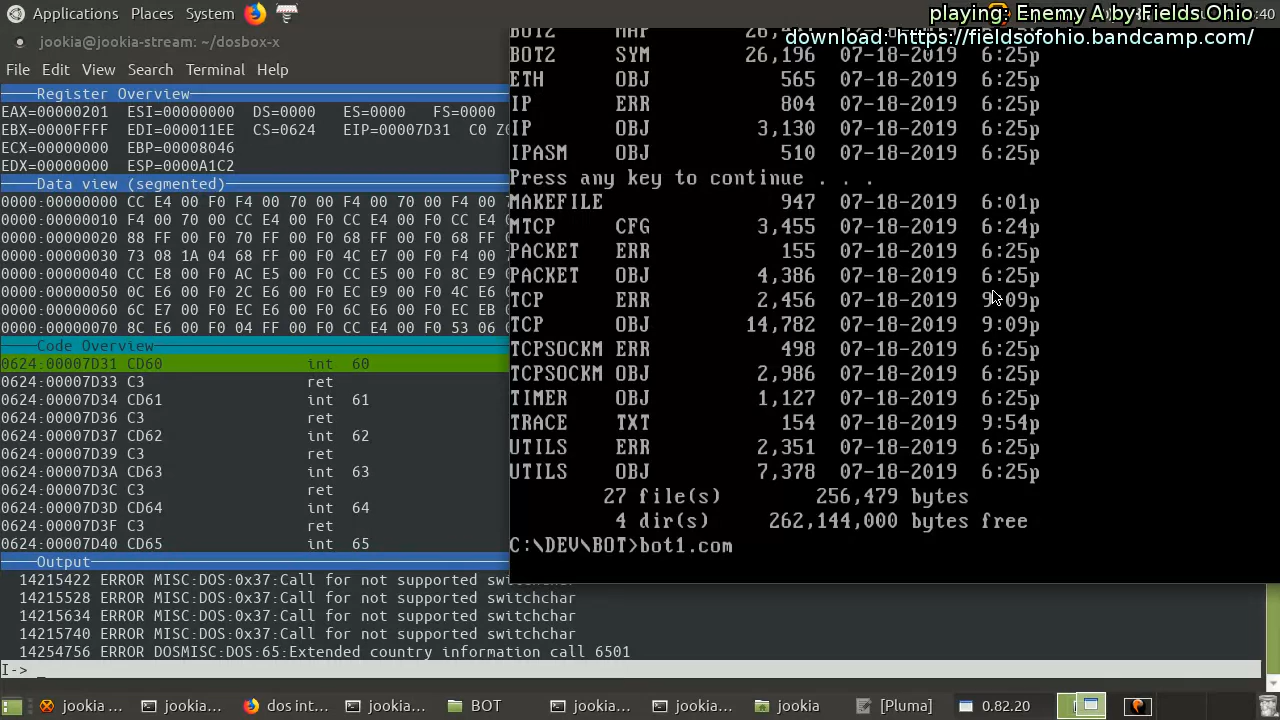 Applications Places System
playing: Enemy A by Fields Ohio
:40
download: https://fieldsofohio.bandcamp.com/
jookia@jookia-stream: ~/dosbox-x
File Edit View Search Terminal Help
Register Overview
EAX=00000201 ESI=00000000 DS=0000 ES=0000 FS=0000
EBX=0000FFFF EDI=000011EE CS=0624 EIP=00007D31 C0
ECX=00000000 EBP=00008046
EDX=00000000 ESP=0000A1C2
Data view (segmented)
0000:00000000 CC E4 00 F0 F4 00 70 00 F4 00 70 00 F4 00
0000:00000010 F4 00 70 00 CC E4 00 F0 CC E4 00 F0 CC E4
0000:00000020 88 FF 00 F0 70 FF 00 F0 68 FF 00 F0 68 FF
0000:00000030 73 08 1A 04 68 FF 00 F0 4C E7 00 F0 F4 00
0000:00000040 CC E8 00 F0 AC E5 00 F0 CC E5 00 F0 8C E9
0000:00000050 0C E6 00 F0 2C E6 00 F0 EC E9 00 F0 4C E6
0000:00000060 6C E7 00 F0 EC E7 00 F0 0C E7 00 F0 EC EB
0000:00000070 8C E6 00 F0 04 FF 00 F0 CC E4 00 F0 53 06
Code Overview
0624:00007D31 CD60 int 60
0624:00007D33 C3 ret
0624:00007D34 CD61 int 61
0624:00007D36 C3 ret
0624:00007D37 CD62 int 62
0624:00007D39 C3 ret
0624:00007D3A CD63 int 63
0624:00007D3C C3 ret
0624:00007D3D CD64 int 64
0624:00007D3F C3 ret
0624:00007D40 CD65 int 65
Output
14215422 ERROR MISC:DOS:0x37:Call for not supported switchchar
14215528 ERROR MISC:DOS:0x37:Call for not supported switchchar
14215634 ERROR MISC:DOS:0x37:Call for not supported switchchar
14215740 ERROR MISC:DOS:0x37:Call for not supported switchchar
14254756 ERROR DOSMISC:DOS:65:Extended country information call 6501
I-> _
BOT2 MAP
BOT2 SYM 26,196 07-18-2019 6:25p
ETH OBJ 565 07-18-2019 6:25p
IP ERR 804 07-18-2019 6:25p
IP OBJ 3,130 07-18-2019 6:25p
IPASM OBJ 510 07-18-2019 6:25p
Press any key to continue . . .
MAKEFILE 947 07-18-2019 6:01p
MTCP CFG 3,455 07-18-2019 6:24p
PACKET ERR 155 07-18-2019 6:25p
PACKET OBJ 4,386 07-18-2019 6:25p
TCP ERR 2,456 07-18-2019 9:09p
TCP OBJ 14,782 07-18-2019 9:09p
TCPSOCKM ERR 498 07-18-2019 6:25p
TCPSOCKM OBJ 2,986 07-18-2019 6:25p
TIMER OBJ 1,127 07-18-2019 6:25p
TRACE TXT 154 07-18-2019 9:54p
UTILS ERR 2,351 07-18-2019 6:25p
UTILS OBJ 7,378 07-18-2019 6:25p
27 file(s) 256,479 bytes
4 dir(s) 262,144,000 bytes free
C:\DEV\BOT>bot1.com
jookia ... jookia... dos int... jookia... BOT jookia... jookia... jookia [Pluma] 0.82.20